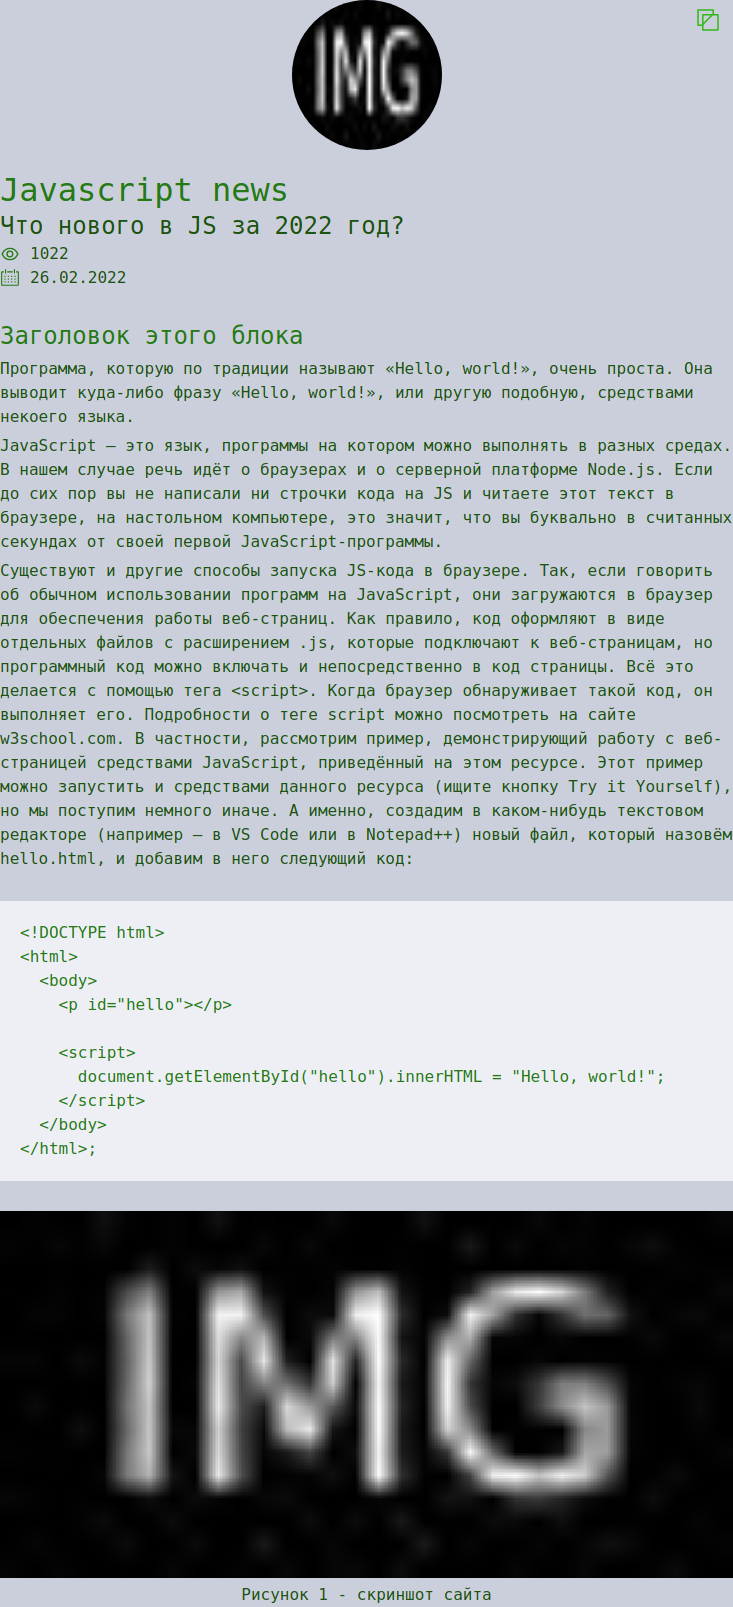 IMG
Javascript news
Что нового в JS за 2022 год?
1022
26.02.2022
Заголовок этого блока
Программа, которую по традиции называют «Hello, world!», очень проста. Она
выводит куда-либо фразу «Hello, world!», или другую подобную, средствами
некоего языка.
JavaScript — это язык, программы на котором можно выполнять в разных средах.
В нашем случае речь идёт о браузерах и о серверной платформе Node.js. Если
до сих пор вы не написали ни строчки кода на JS и читаете этот текст в
браузере, на настольном компьютере, это значит, что вы буквально в считанных
секундах от своей первой JavaScript-программы.
Существуют и другие способы запуска JS-кода в браузере. Так, если говорить
об обычном использовании программ на JavaScript, они загружаются в браузер
для обеспечения работы веб-страниц. Как правило, код оформляют в виде
отдельных файлов с расширением .js, которые подключают к веб-страницам, но
программный код можно включать и непосредственно в код страницы. Всё это
делается с помощью тега <script>. Когда браузер обнаруживает такой код, он
выполняет его. Подробности о теге script можно посмотреть на сайте
w3school.com. В частности, рассмотрим пример, демонстрирующий работу с веб-
страницей средствами JavaScript, приведённый на этом ресурсе. Этот пример
можно запустить и средствами данного ресурса (ищите кнопку Try it Yourself),
но мы поступим немного иначе. А именно, создадим в каком-нибудь текстовом
редакторе (например — в VS Code или в Notepad++) новый файл, который назовём
hello.html, и добавим в него следующий код:
<!DOCTYPE html>
<html>
  <body>
    <p id="hello"></p>
    <script>
      document.getElementById("hello").innerHTML = "Hello, world!";
    </script>
  </body>
</html>;
IMG
Рисунок 1 - скриншот сайта